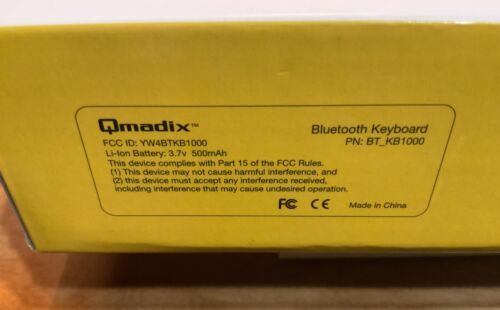 Qmadix™
Bluetooth Keyboard
FCC ID: YW4BTKB1000
PN: BT_KB1000
Li-Ion Battery: 3.7v 500mAh
This device complies with Part 15 of the FCC Rules.
(1) This device may not cause harmful interference, and
(2) this device must accept any interference received,
including interference that may cause undesired operation.
FC CE Made in China